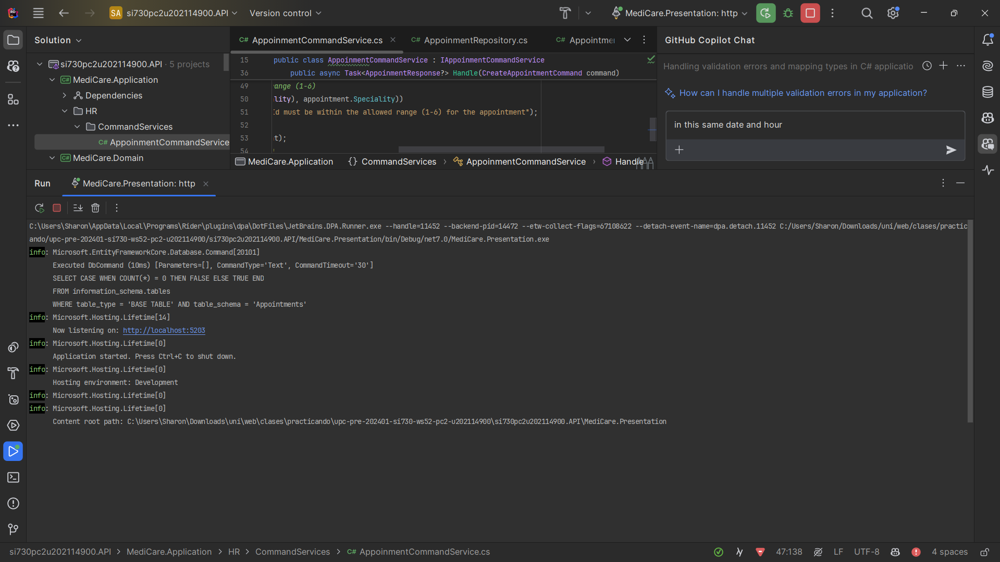 SA si730pc2u202114900.API Version control MediCare.Presentation: http
Solution
AppoinmentCommandService.cs AppoinmentRepository.cs Appointme
GitHub Copilot Chat
si730pc2u202114900.API · 5 projects
MediCare.Application
Dependencies
HR
CommandServices
C# AppoinmentCommandService
C# MediCare.Domain
15 public class AppoinmentCommandService : IAppoinmentCommandService
36 public async Task<AppoinmentResponse?> Handle(CreateAppointmentCommand command)
49 ange (1-6)
50 lity), appointment.Speciality))
51 d must be within the allowed range (1-6) for the appointment");
52
53 t);
54
MediCare.Application {} CommandServices > AppoinmentCommandService > Handle
Handling validation errors and mapping types in C# applicatio
How can I handle multiple validation errors in my application?
in this same date and hour
Run MediCare.Presentation: http
C:\Users\Sharon\AppData\Local\Programs\Rider\plugins\dpa\DotFiles\JetBrains.DPA.Runner.exe --handle=11452 --backend-pid=14472 --etw-collect-flags=67108622 --detach-event-name=dpa.detach.11452 C:/Users/Sharon/Downloads/uni/web/clases/practic
ando/upc-pre-202401-si730-ws52-pc2-u202114900/si730pc2u202114900.API/MediCare.Presentation/bin/Debug/net7.0/MediCare.Presentation.exe
info: Microsoft.EntityFrameworkCore.Database.Command[20101]
Executed DbCommand (10ms) [Parameters=[], CommandType='Text', CommandTimeout='30']
SELECT CASE WHEN COUNT(*) = 0 THEN FALSE ELSE TRUE END
FROM information_schema.tables
WHERE table_type = 'BASE TABLE' AND table_schema = 'Appointments'
info: Microsoft.Hosting.Lifetime[14]
Now listening on: http://localhost:5203
info: Microsoft.Hosting.Lifetime[0]
Application started. Press Ctrl+C to shut down.
info: Microsoft.Hosting.Lifetime[0]
Hosting environment: Development
info: Microsoft.Hosting.Lifetime[0]
info: Microsoft.Hosting.Lifetime[0]
Content root path: C:\Users\Sharon\Downloads\uni\web\clases\practicando\upc-pre-202401-si730-ws52-pc2-u202114900\si730pc2u202114900.API\MediCare.Presentation
si730pc2u202114900.API > MediCare.Application > HR > CommandServices > C# AppoinmentCommandService.cs 47:138 LF UTF-8 4 spaces